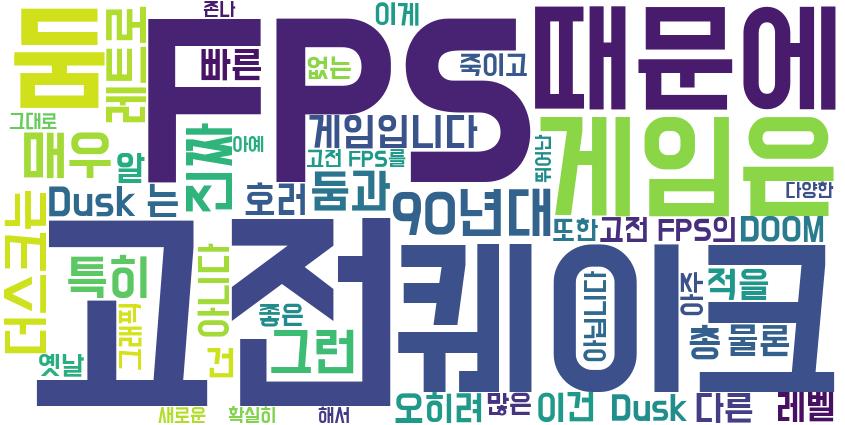 존나
이게
둠
레트로
FPS
때문에
빠른
없는
죽이고
그대로
매우
진짜
아예
게임입니다
뛰어난
게임은
알
고전 FPS를
다양한
Dusk 는
호러
둠과
90년대
또한
고전 FPS의
DOOM
더스크는
고전
퀘이크
특히
아니다
좋은
아닙니다
적을
그래픽
건
그런
총
물론
옛날
새로운
확실히
해서
오히려
많은
이건
Dusk
다른
레벨